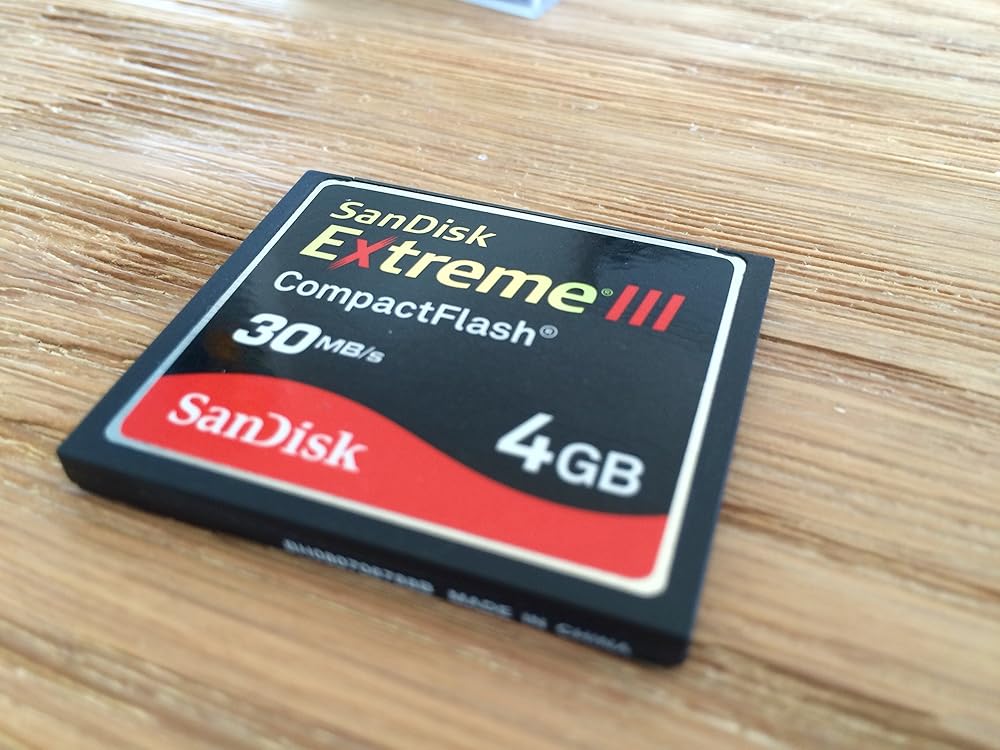 SanDisk
Extreme® III
CompactFlash®
30MB/s
4GB
SanDisk
MADE IN CHINA